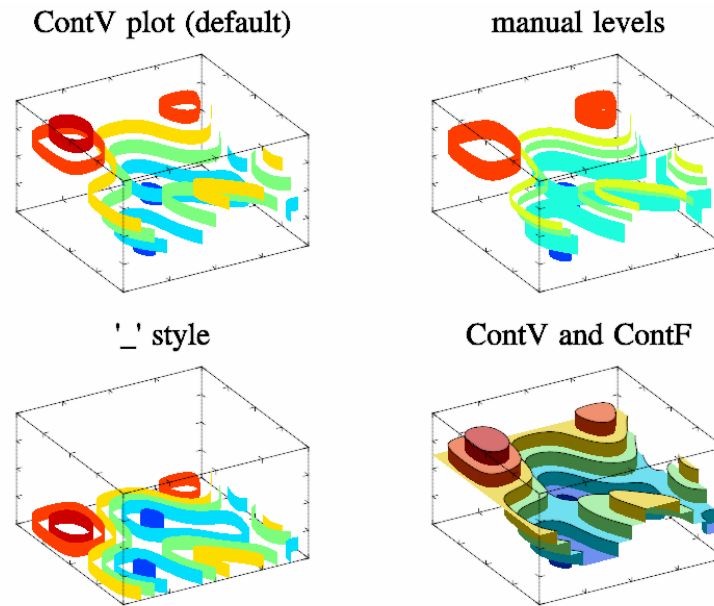 ContV plot (default)
manual levels
'_' style
ContV and ContF